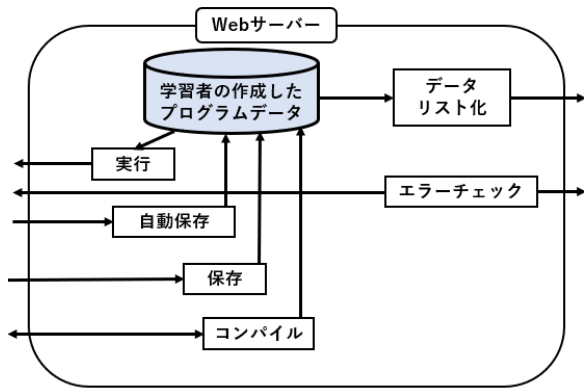 Webサーバー
学習者の作成した
プログラムデータ
データ
リスト化
実行
エラーチェック
自動保存
保存
コンパイル